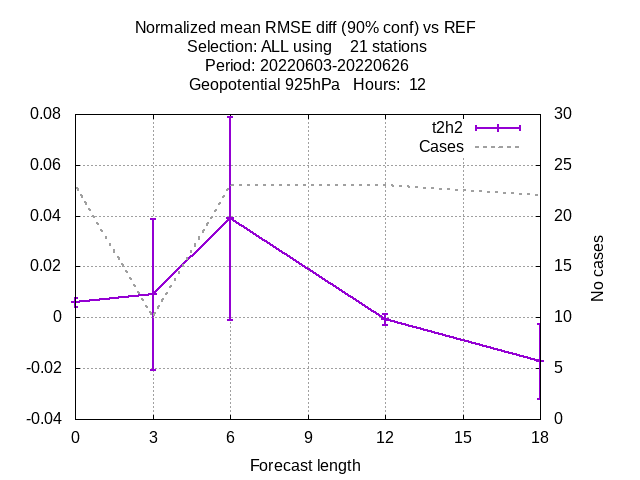 Normalized mean RMSE diff (90% conf) vs REF
Selection: ALL using    21 stations
Period: 20220603-20220626
Geopotential 925hPa   Hours:  12
0.08
0.06
0.04
0.02
0
-0.02
-0.04
t2h2
Cases
30
25
20
15
10
5
0
No cases
0 3 6 9 12 15 18
Forecast length